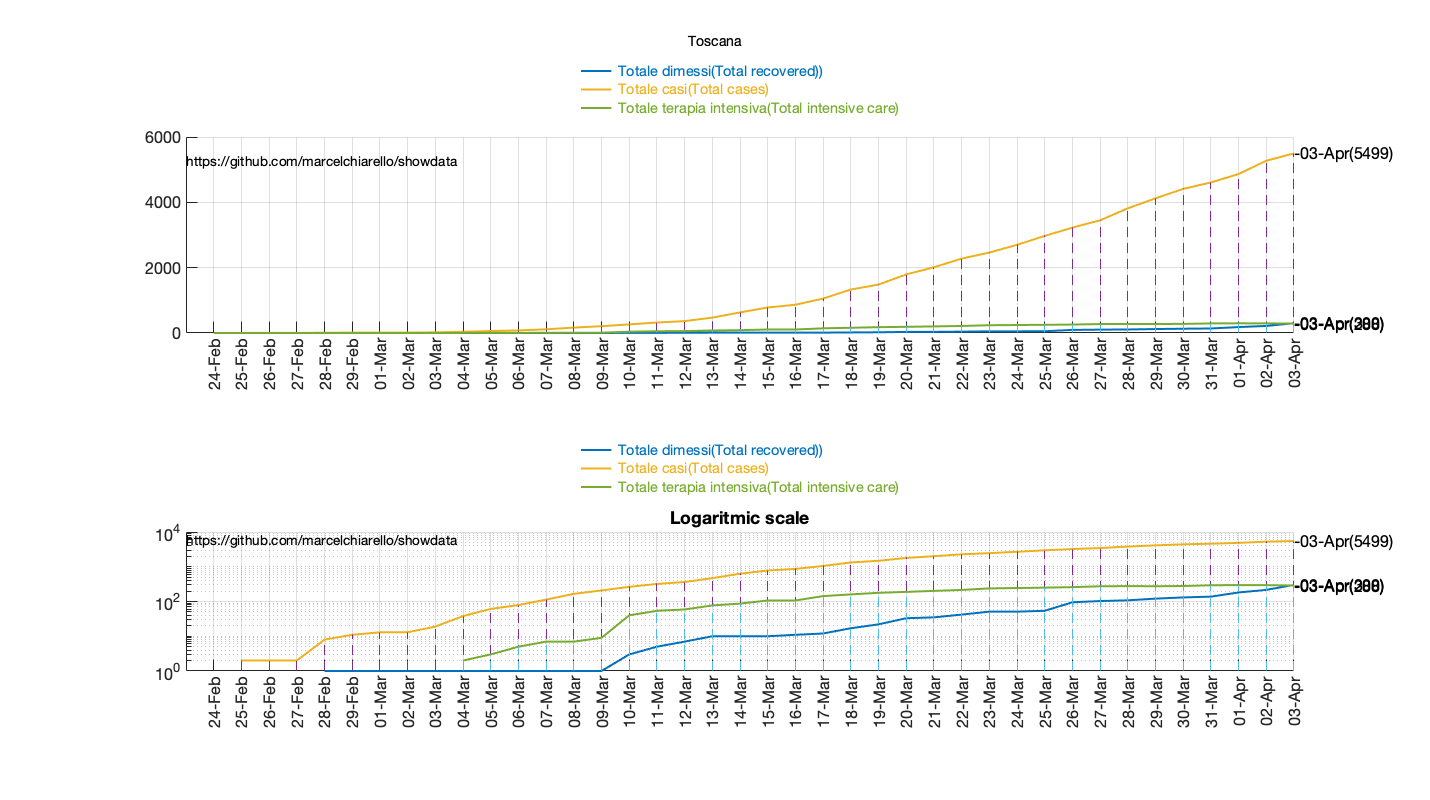 Toscana
Totale dimessi(Total recovered))
Totale casi(Total cases)
Totale terapia intensiva(Total intensive care)
6000
4000
2000
0
https://github.com/marcelchiarello/showdata
-03-Apr(5499)
-03-Apr
24-Feb
25-Feb
26-Feb
27-Feb
28-Feb
29-Feb
01-Mar
02-Mar
03-Mar
04-Mar
05-Mar
06-Mar
07-Mar
08-Mar
09-Mar
10-Mar
11-Mar
12-Mar
13-Mar
14-Mar
15-Mar
16-Mar
17-Mar
18-Mar
19-Mar
20-Mar
21-Mar
22-Mar
23-Mar
24-Mar
25-Mar
26-Mar
27-Mar
28-Mar
29-Mar
30-Mar
31-Mar
01-Apr
02-Apr
03-Apr
Totale dimessi(Total recovered))
Totale casi(Total cases)
Totale terapia intensiva(Total intensive care)
Logaritmic scale
10^4
10^2
10^0
https://github.com/marcelchiarello/showdata
-03-Apr(5499)
-03-Apr
24-Feb
25-Feb
26-Feb
27-Feb
28-Feb
29-Feb
01-Mar
02-Mar
03-Mar
04-Mar
05-Mar
06-Mar
07-Mar
08-Mar
09-Mar
10-Mar
11-Mar
12-Mar
13-Mar
14-Mar
15-Mar
16-Mar
17-Mar
18-Mar
19-Mar
20-Mar
21-Mar
22-Mar
23-Mar
24-Mar
25-Mar
26-Mar
27-Mar
28-Mar
29-Mar
30-Mar
31-Mar
01-Apr
02-Apr
03-Apr